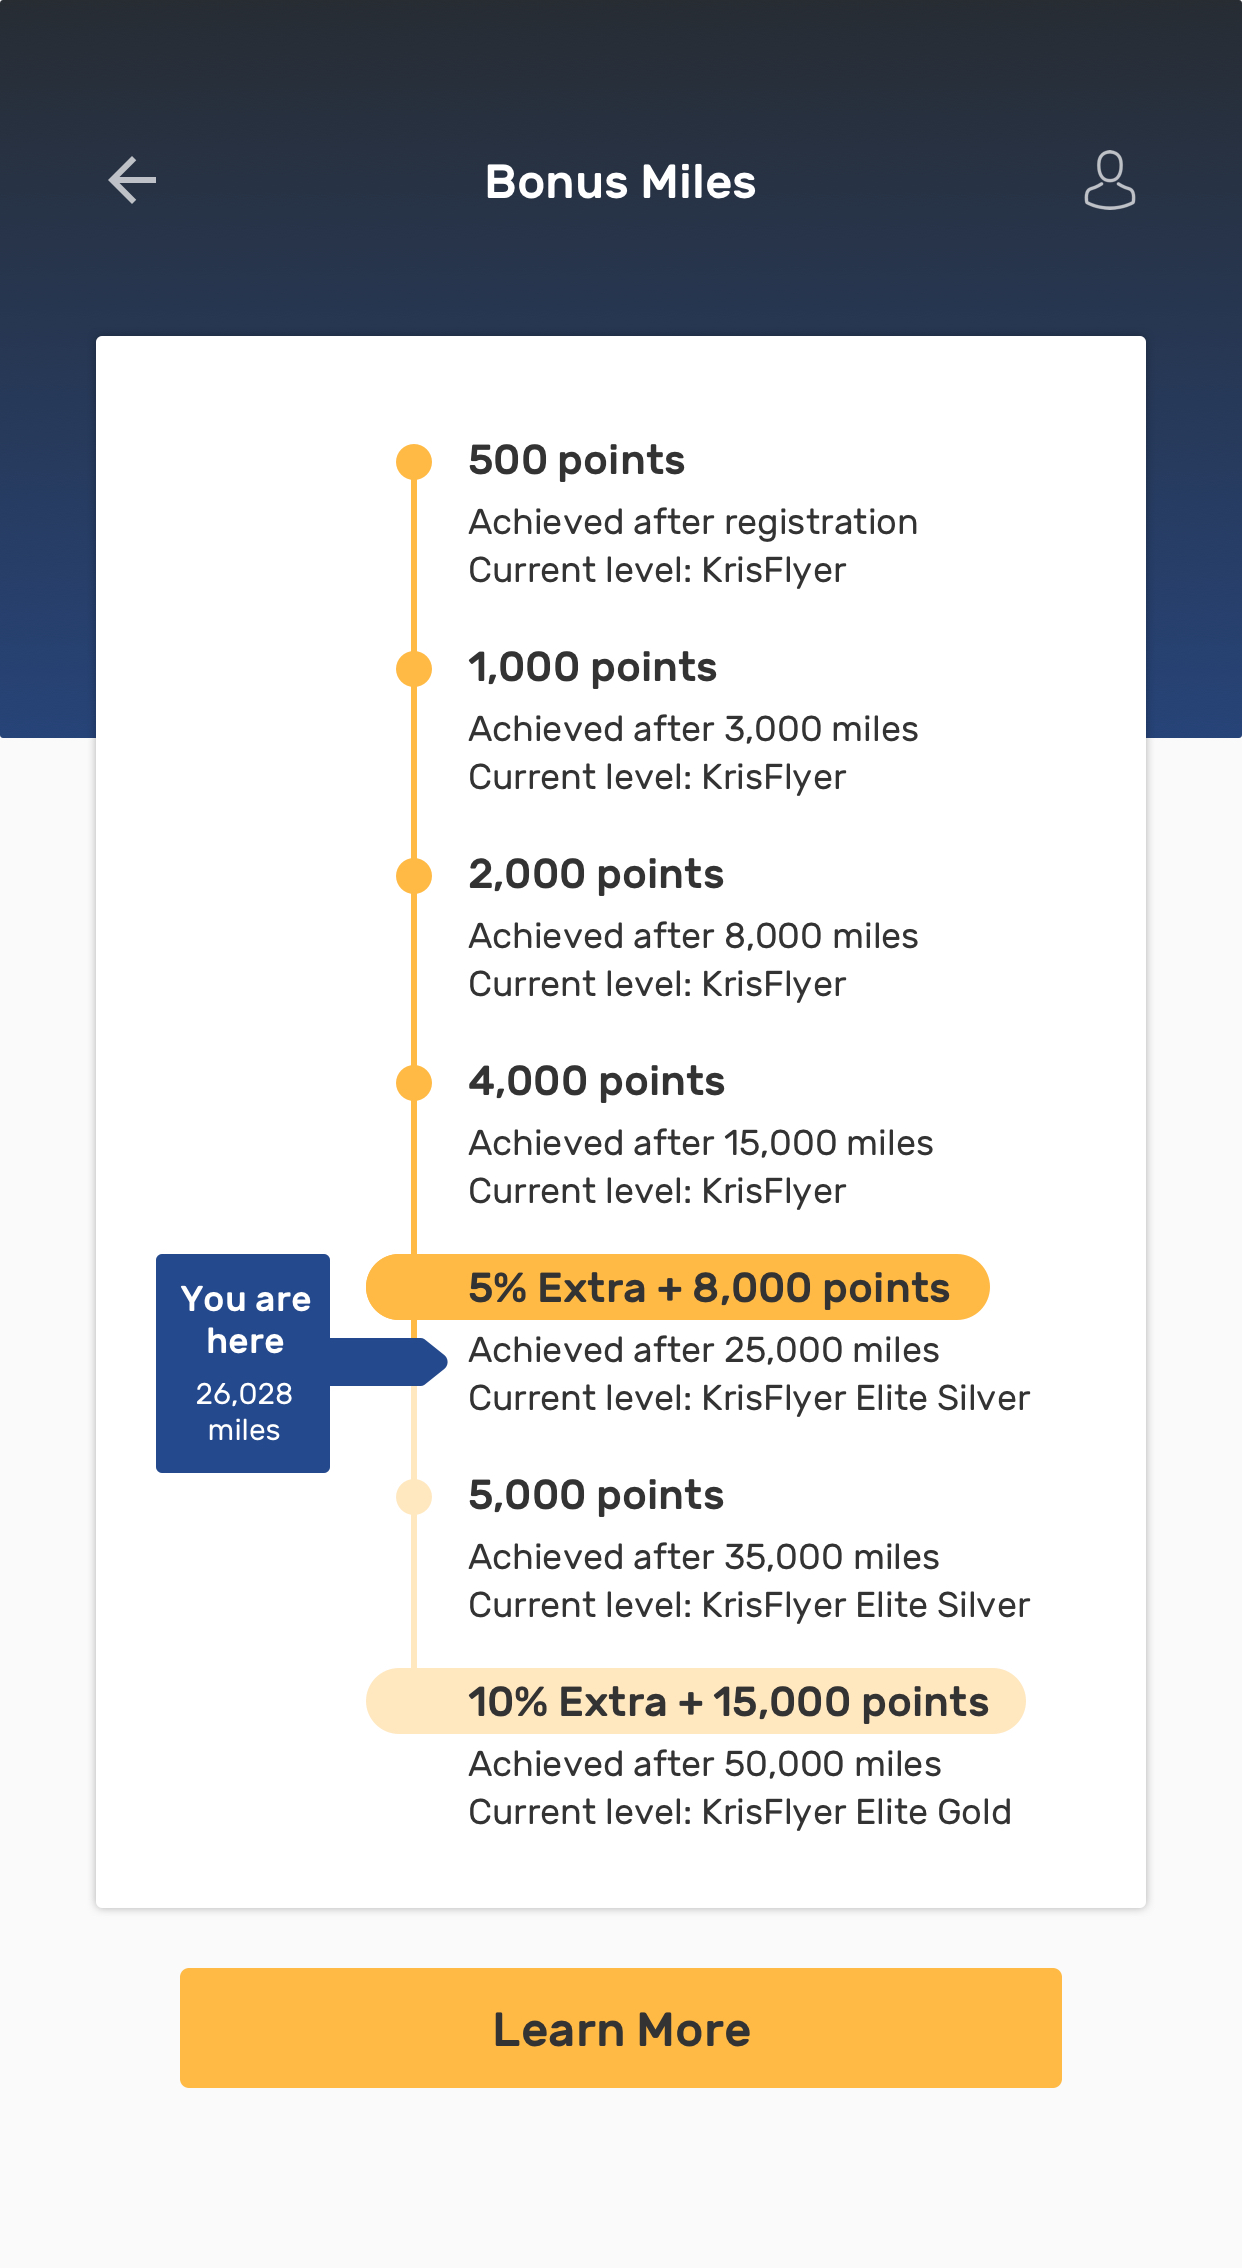 Bonus Miles
500 points
Achieved after registration
Current level: KrisFlyer
1,000 points
Achieved after 3,000 miles
Current level: KrisFlyer
2,000 points
Achieved after 8,000 miles
Current level: KrisFlyer
4,000 points
Achieved after 15,000 miles
Current level: KrisFlyer
You are
here
26,028
miles
5% Extra + 8,000 points
Achieved after 25,000 miles
Current level: KrisFlyer Elite Silver
5,000 points
Achieved after 35,000 miles
Current level: KrisFlyer Elite Silver
10% Extra + 15,000 points
Achieved after 50,000 miles
Current level: KrisFlyer Elite Gold
Learn More